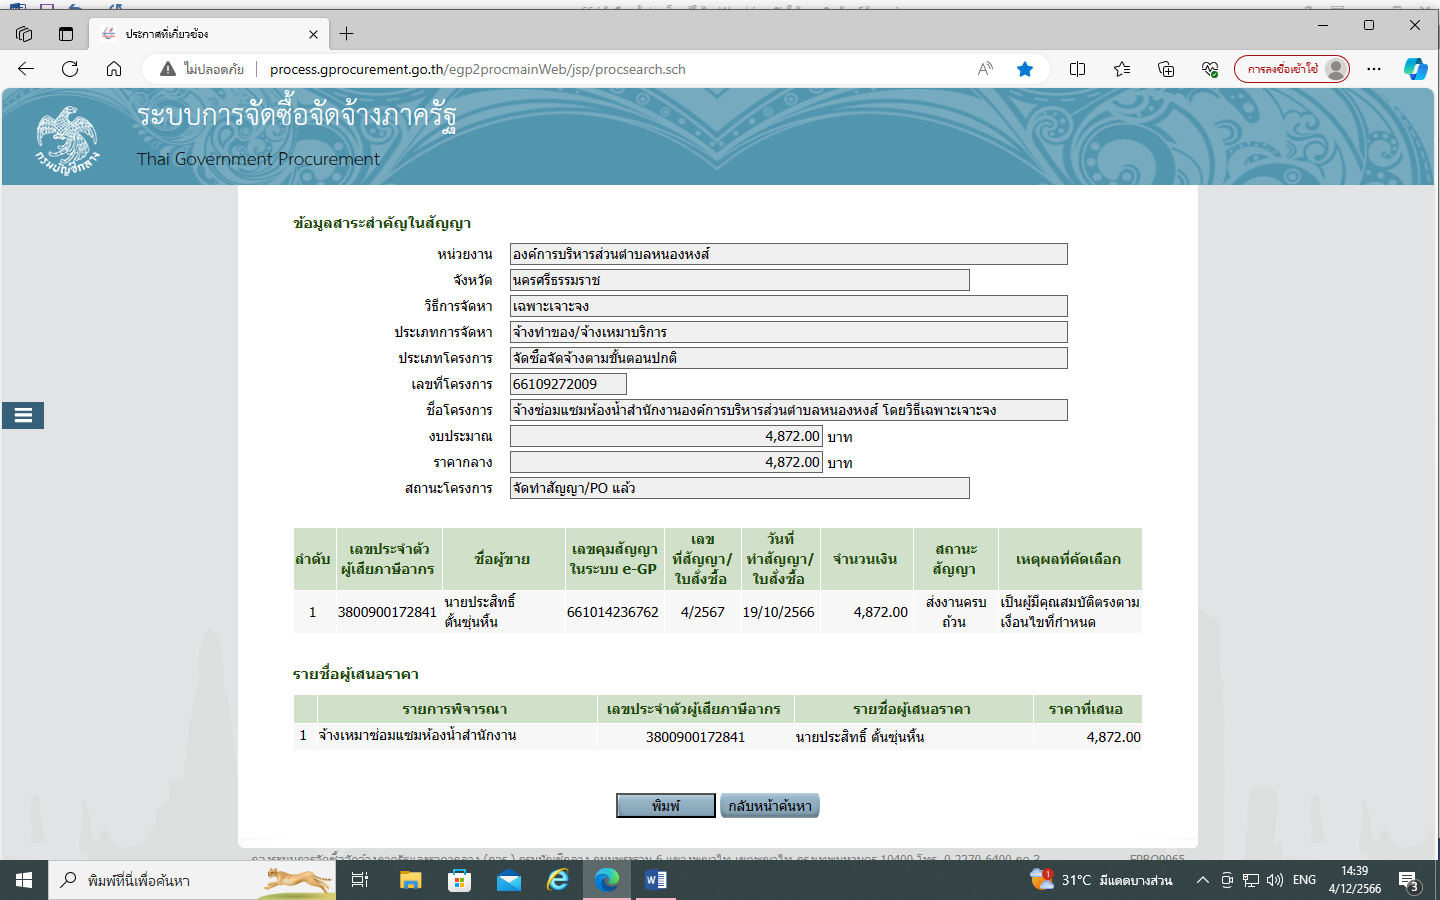 ประกาศที่เกี่ยวข้อง
ไม่ปลอดภัย
process.gprocurement.go.th/egp2procmainWeb/jsp/procsearch.sch
การลงชื่อเข้าใช้
ระบบการจัดซื้อจัดจ้างภาครัฐ
Thai Government Procurement
กรมบัญชีกลาง
ข้อมูลสาระสำคัญในสัญญา
หน่วยงาน องค์การบริหารส่วนตำบลหนองหงส์
จังหวัด นครศรีธรรมราช
วิธีการจัดหา เฉพาะเจาะจง
ประเภทการจัดหา จ้างทำของ/จ้างเหมาบริการ
ประเภทโครงการ จัดซื้อจัดจ้างตามขั้นตอนปกติ
เลขที่โครงการ 66109272009
ชื่อโครงการ จ้างซ่อมแซมห้องน้ำสำนักงานองค์การบริหารส่วนตำบลหนองหงส์ โดยวิธีเฉพาะเจาะจง
งบประมาณ 4,872.00 บาท
ราคากลาง 4,872.00 บาท
สถานะโครงการ จัดทำสัญญา/PO แล้ว
ลำดับ เลขประจำตัวผู้เสียภาษีอากร ชื่อผู้ขาย เลขคุมสัญญาในระบบ e-GP เลขที่สัญญา/ใบสั่งซื้อ วันที่ทำสัญญา/ใบสั่งซื้อ จำนวนเงิน สถานะสัญญา เหตุผลที่คัดเลือก
1 3800900172841 นายประสิทธิ์ ตั้นซุ่นหิ้น 661014236762 4/2567 19/10/2566 4,872.00 ส่งงานครบถ้วน เป็นผู้มีคุณสมบัติตรงตามเงื่อนไขที่กำหนด
รายชื่อผู้เสนอราคา
รายการพิจารณา เลขประจำตัวผู้เสียภาษีอากร รายชื่อผู้เสนอราคา ราคาที่เสนอ
1 จ้างเหมาซ่อมแซมห้องน้ำสำนักงาน 3800900172841 นายประสิทธิ์ ตั้นซุ่นหิ้น 4,872.00
พิมพ์ กลับหน้าค้นหา
พิมพ์ที่นี่เพื่อค้นหา
1
31°C มีแดดบางส่วน
ENG
14:39
4/12/2566
3